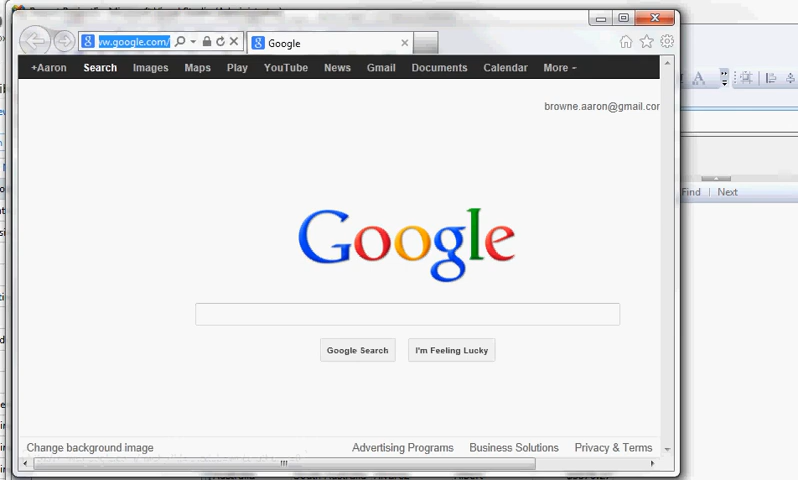 ww.google.com/
Google
+Aaron Search Images Maps Play YouTube News Gmail Documents Calendar More
browne.aaron@gmail.cor
Find Next
Google
Google Search I'm Feeling Lucky
Change background image Advertising Programs Business Solutions Privacy & Terms